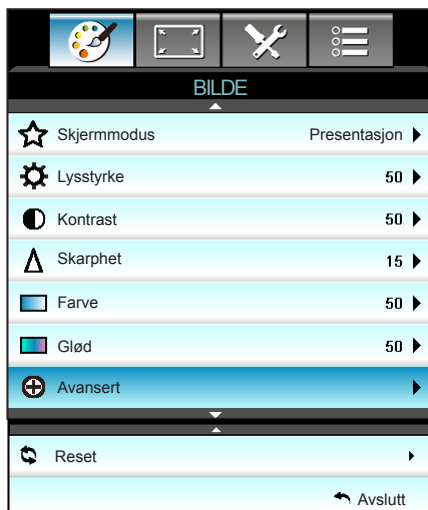 BILDE
Skjermmodus Presentasjon
Lysstyrke 50
Kontrast 50
Skarphet 15
Farve 50
Glød 50
Avansert
Reset
Avslutt